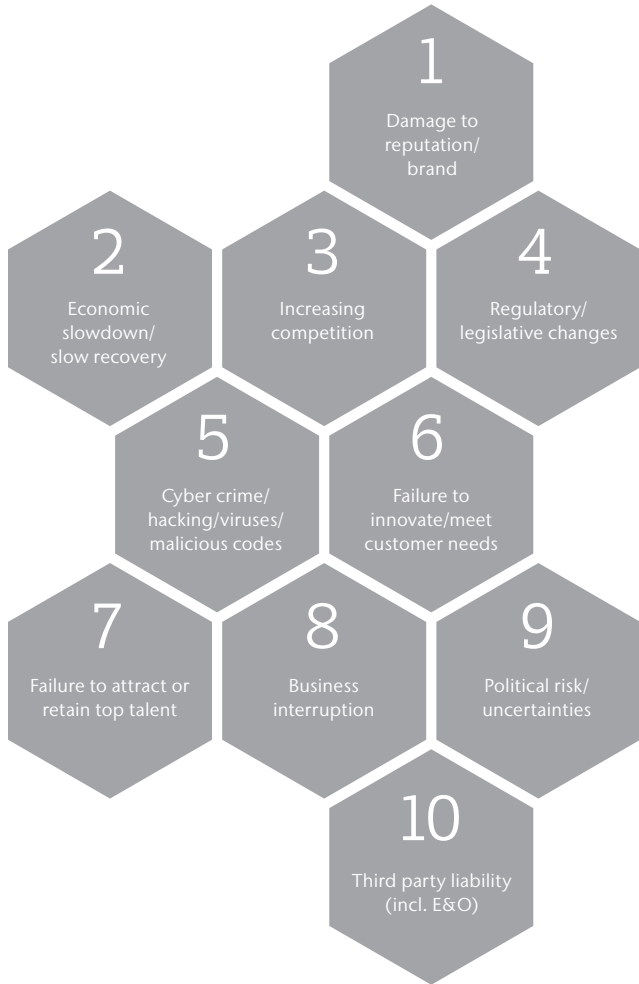 1
Damage to
reputation/
brand
2
Economic
slowdown/
slow recovery
3
Increasing
competition
4
Regulatory/
legislative changes
5
Cyber crime/
hacking/viruses/
malicious codes
6
Failure to
innovate/meet
customer needs
7
Failure to attract or
retain top talent
8
Business
interruption
9
Political risk/
uncertainties
10
Third party liability
(incl. E&O)